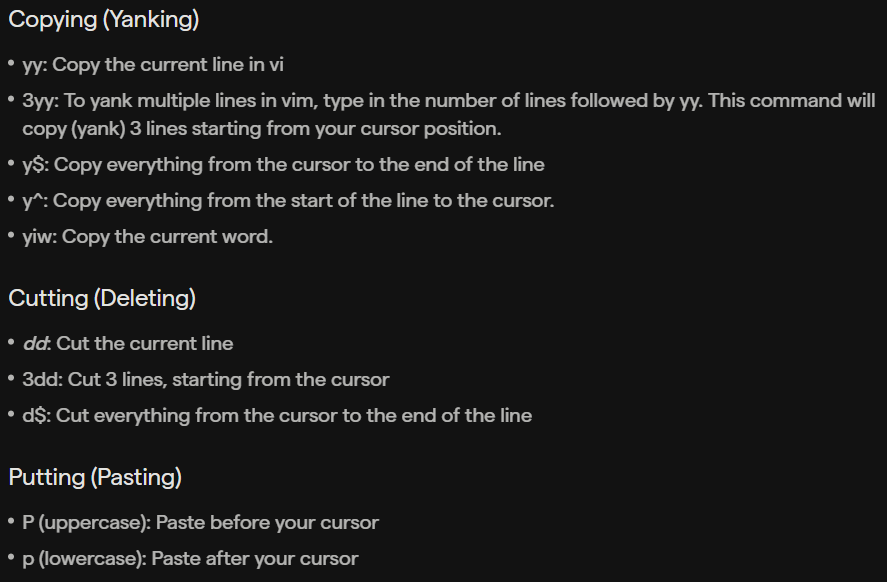 Copying (Yanking)
• yy: Copy the current line in vi
• 3yy: To yank multiple lines in vim, type in the number of lines followed by yy. This command will
copy (yank) 3 lines starting from your cursor position.
• y$: Copy everything from the cursor to the end of the line
• y^: Copy everything from the start of the line to the cursor.
• yiw: Copy the current word.
Cutting (Deleting)
• dd: Cut the current line
• 3dd: Cut 3 lines, starting from the cursor
• d$: Cut everything from the cursor to the end of the line
Putting (Pasting)
• P (uppercase): Paste before your cursor
• p (lowercase): Paste after your cursor